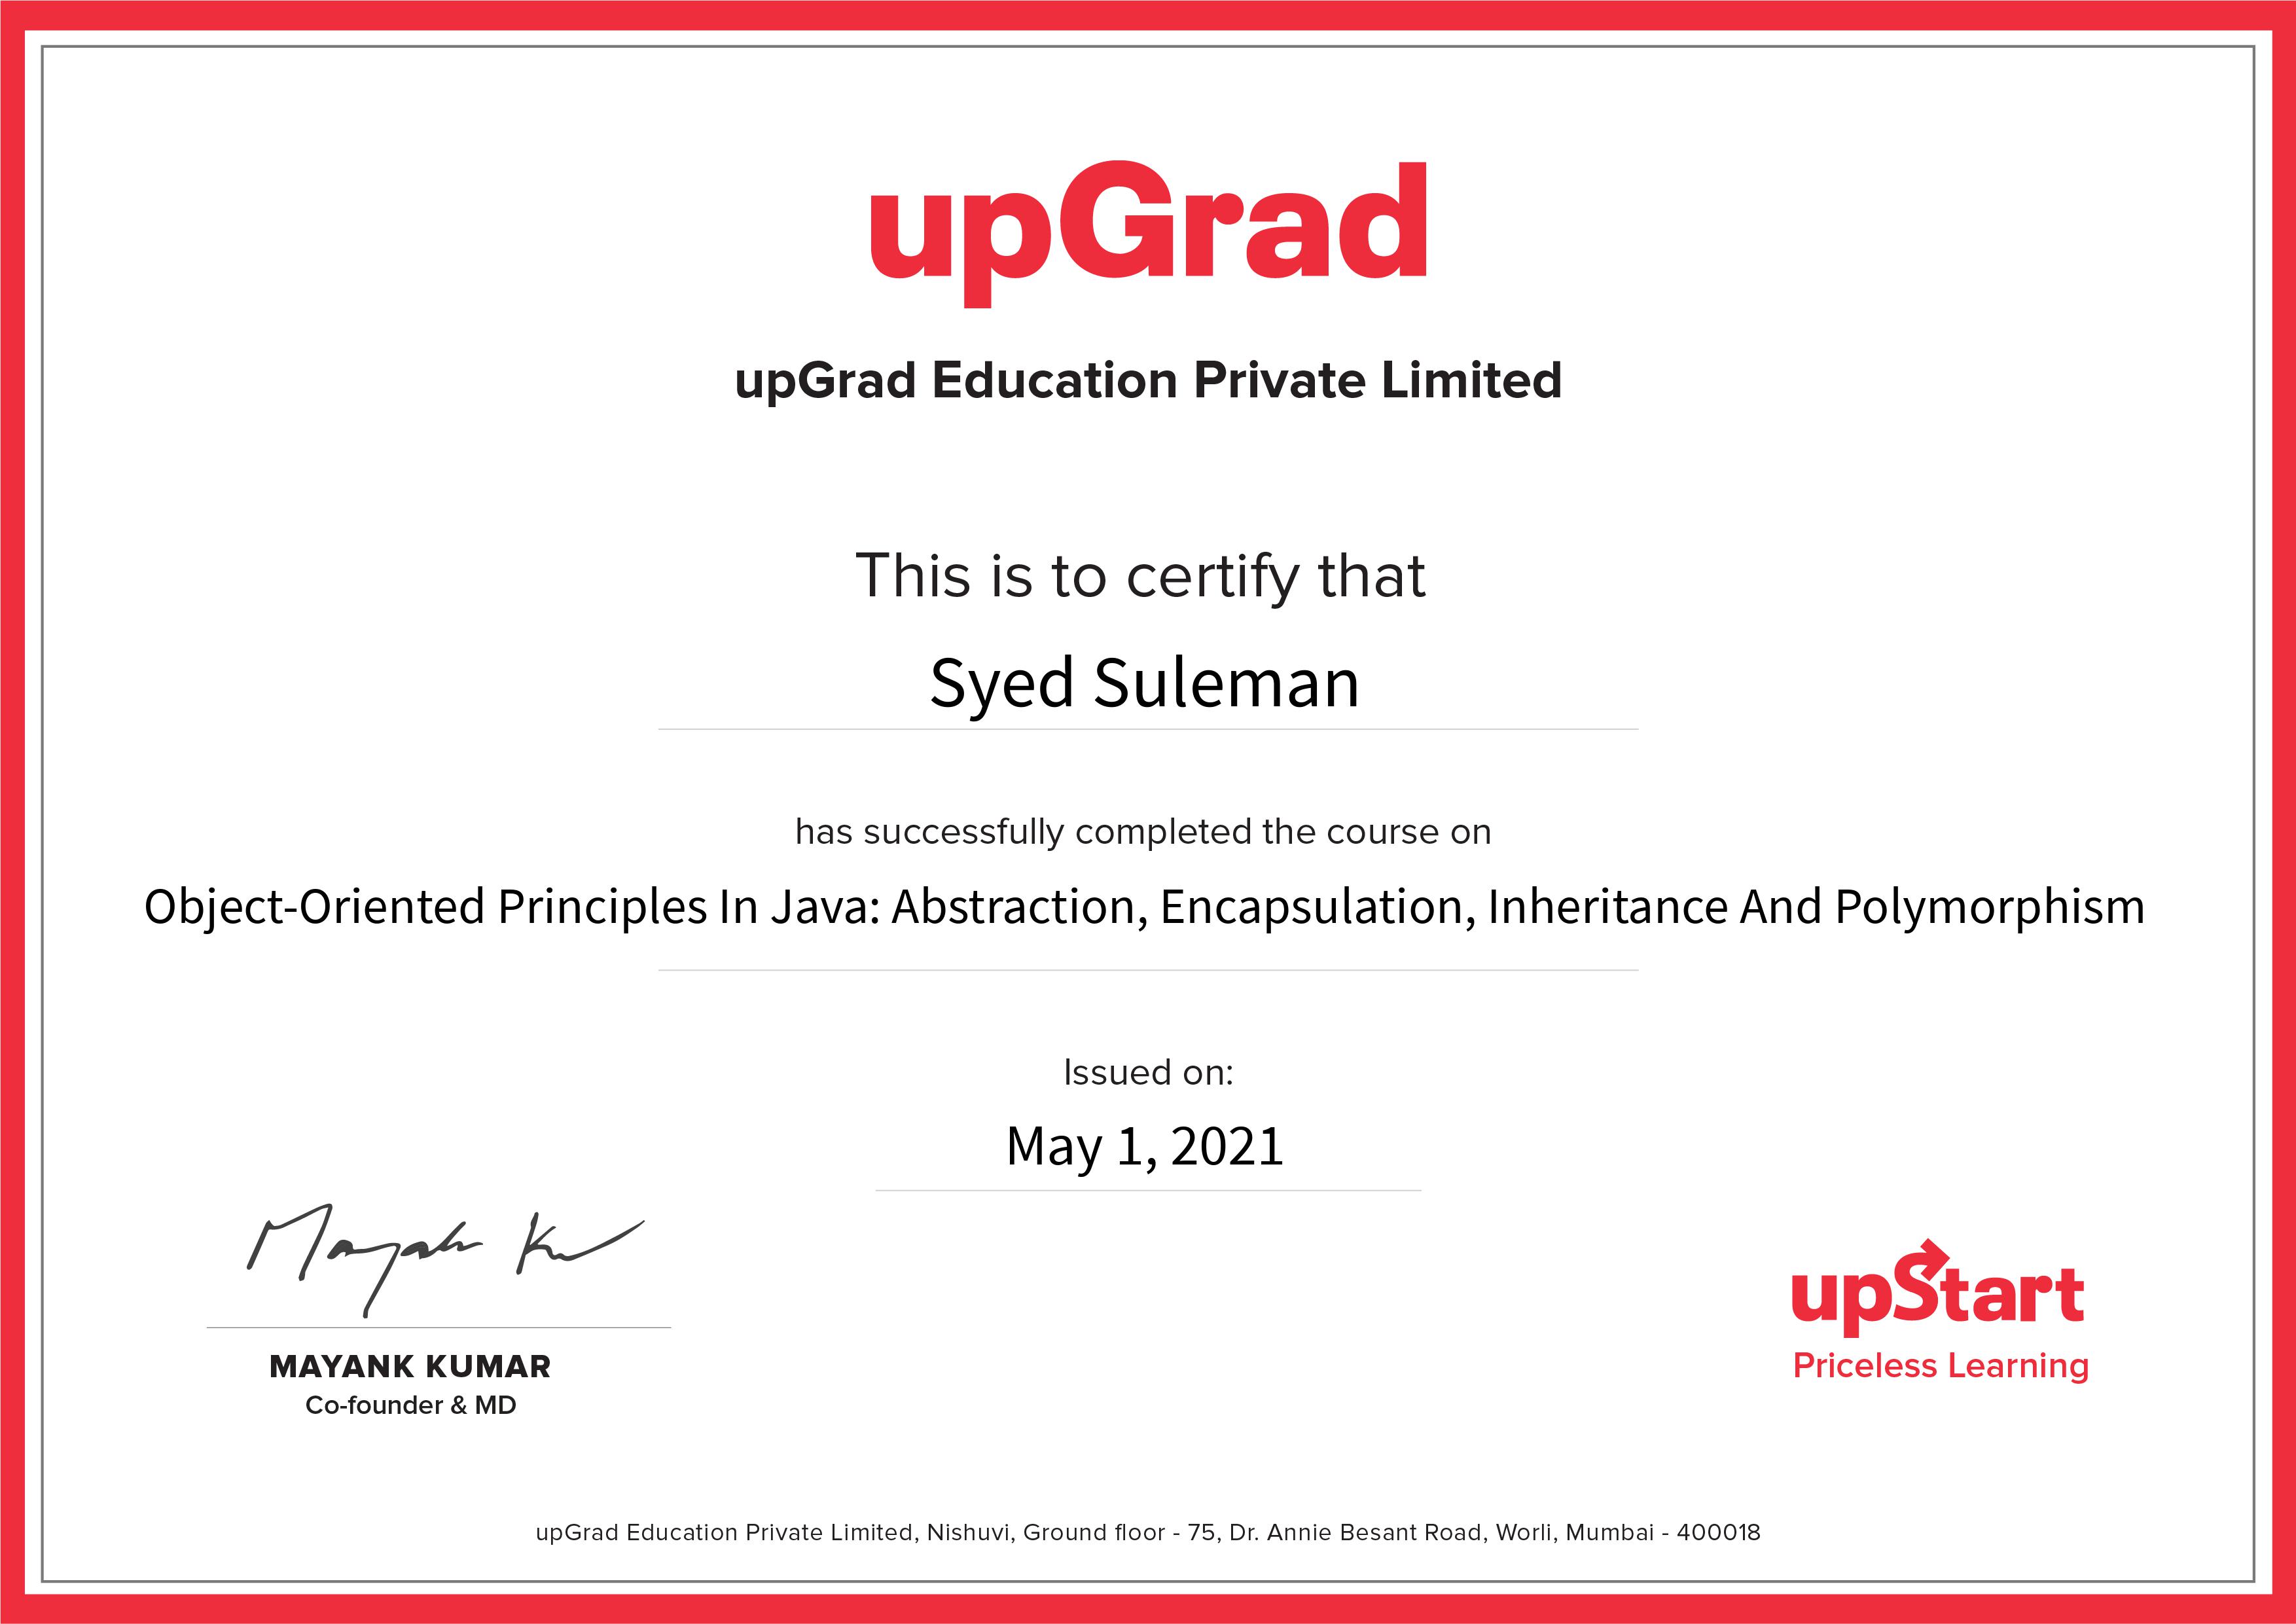 upGrad
upGrad Education Private Limited
This is to certify that
Syed Suleman
has successfully completed the course on
Object-Oriented Principles In Java: Abstraction, Encapsulation, Inheritance And Polymorphism
Issued on:
May 1, 2021
Mayank K
MAYANK KUMAR
Co-founder & MD
upStart
Priceless Learning
upGrad Education Private Limited, Nishuvi, Ground floor - 75, Dr. Annie Besant Road, Worli, Mumbai - 400018